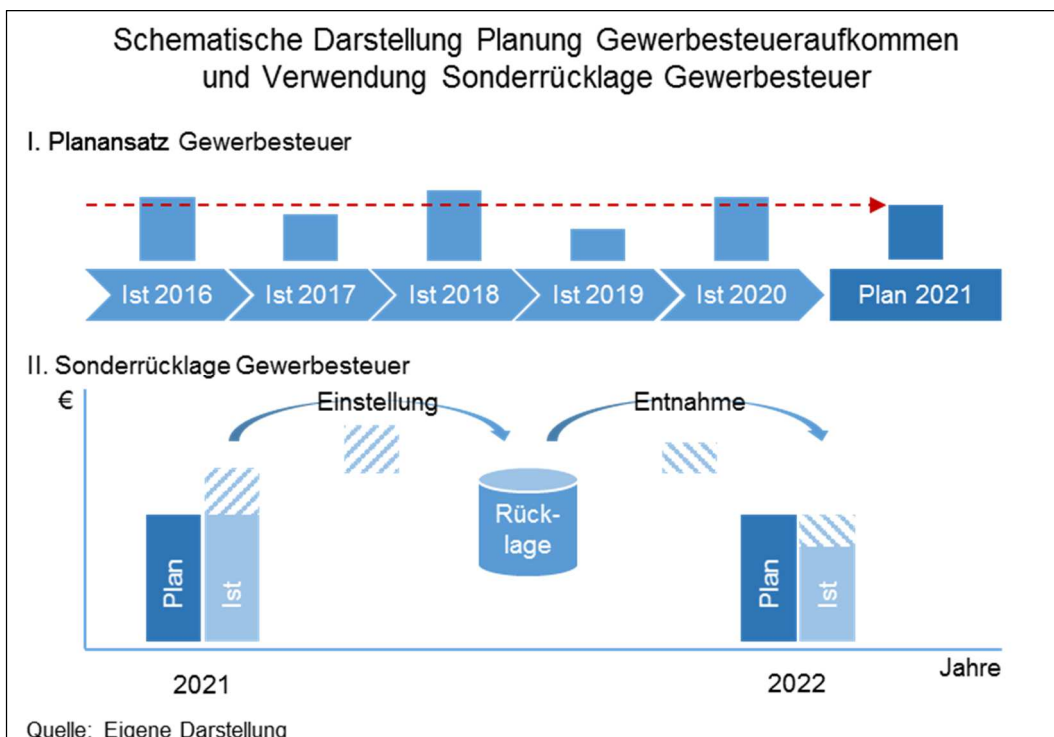 Schematische Darstellung Planung Gewerbesteueraufkommen
und Verwendung Sonderrücklage Gewerbesteuer
I. Planansatz Gewerbesteuer
Ist 2016
Ist 2017
Ist 2018
Ist 2019
Ist 2020
Plan 2021
II. Sonderrücklage Gewerbesteuer
€
Einstellung
Entnahme
Rück-
lage
Plan
Ist
Plan
Ist
Jahre
2021
2022
Quelle: Eigene Darstellung